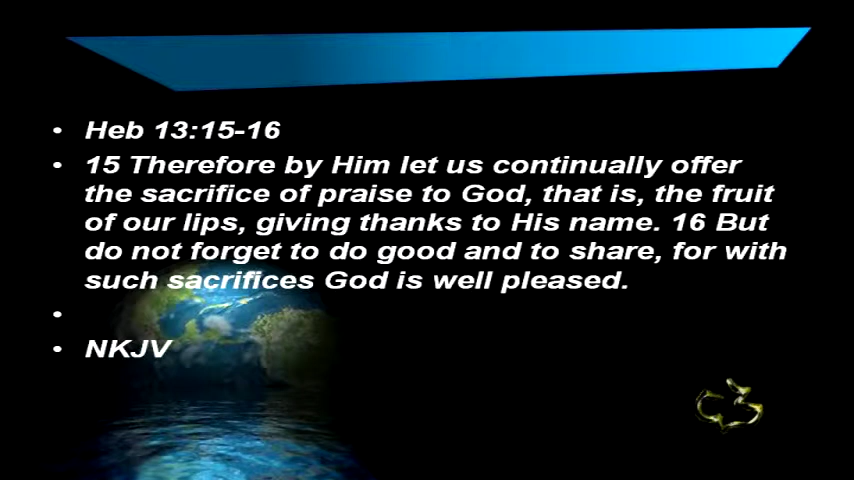 • Heb 13:15-16
• 15 Therefore by Him let us continually offer
the sacrifice of praise to God, that is, the fruit
of our lips, giving thanks to His name. 16 But
do not forget to do good and to share, for with
such sacrifices God is well pleased.
•
• NKJV
C3